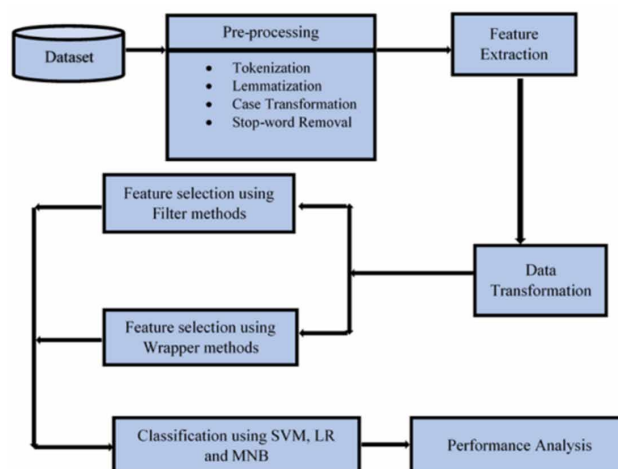 Dataset
Pre-processing
• Tokenization
• Lemmatization
• Case Transformation
• Stop-word Removal
Feature
Extraction
Feature selection using
Filter methods
Data
Transformation
Feature selection using
Wrapper methods
Classification using SVM, LR
and MNB
Performance Analysis